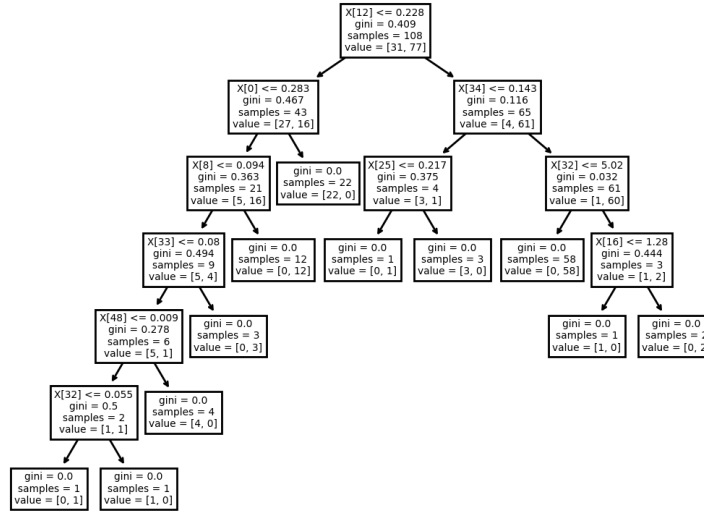 X[12] <= 0.228
gini = 0.409
samples = 108
value = [31, 77]
X[0] <= 0.283
gini = 0.467
samples = 43
value = [27, 16]
X[34] <= 0.143
gini = 0.116
samples = 65
value = [4, 61]
X[8] <= 0.094
gini = 0.363
samples = 21
value = [5, 16]
gini = 0.0
samples = 22
value = [22, 0]
X[25] <= 0.217
gini = 0.375
samples = 4
value = [3, 1]
X[32] <= 5.02
gini = 0.032
samples = 61
value = [1, 60]
X[33] <= 0.08
gini = 0.494
samples = 9
value = [5, 4]
gini = 0.0
samples = 12
value = [0, 12]
gini = 0.0
samples = 1
value = [0, 1]
gini = 0.0
samples = 3
value = [3, 0]
gini = 0.0
samples = 58
value = [0, 58]
X[16] <= 1.28
gini = 0.444
samples = 3
value = [1, 2]
X[48] <= 0.009
gini = 0.278
samples = 6
value = [5, 1]
gini = 0.0
samples = 3
value = [0, 3]
gini = 0.0
samples = 1
value = [1, 0]
gini = 0.0
samples =
value = [0,
X[32] <= 0.055
gini = 0.5
samples = 2
value = [1, 1]
gini = 0.0
samples = 4
value = [4, 0]
gini = 0.0
samples = 1
value = [0, 1]
gini = 0.0
samples = 1
value = [1, 0]